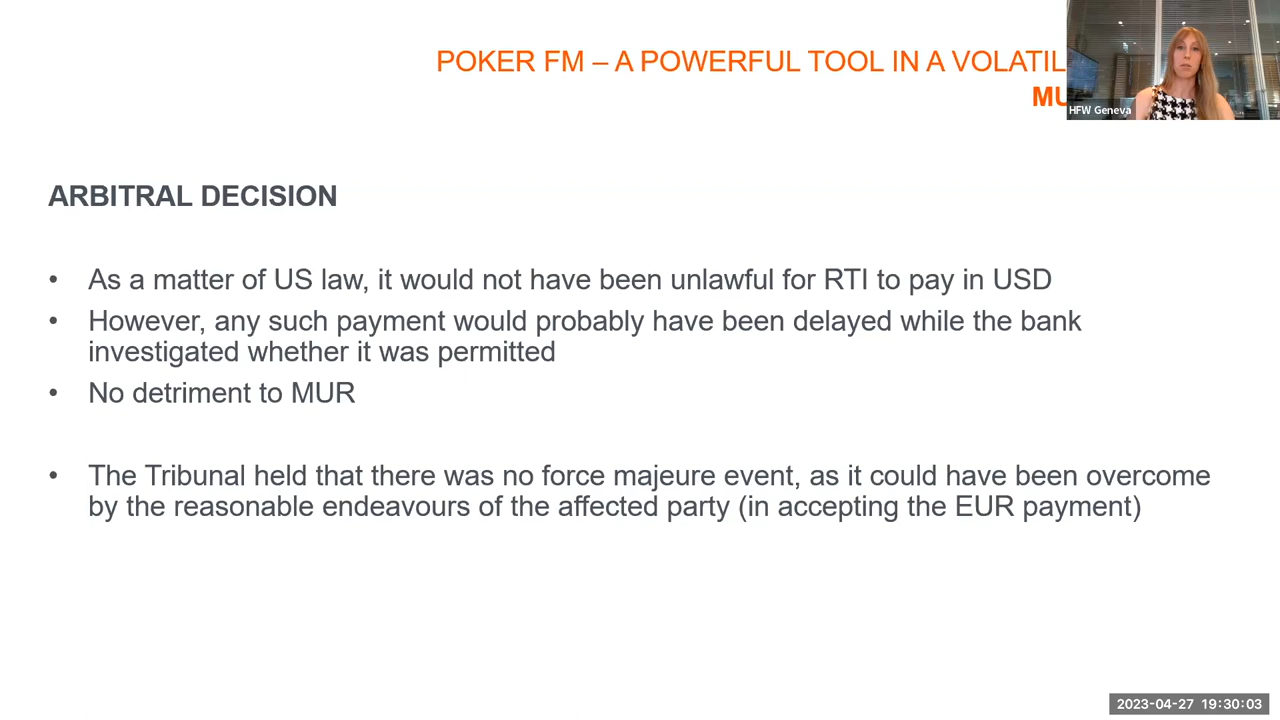 POKER FM – A POWERFUL TOOL IN A VOLATIL
MU
HFW Geneva
ARBITRAL DECISION
• As a matter of US law, it would not have been unlawful for RTI to pay in USD
• However, any such payment would probably have been delayed while the bank
investigated whether it was permitted
• No detriment to MUR
• The Tribunal held that there was no force majeure event, as it could have been overcome
by the reasonable endeavours of the affected party (in accepting the EUR payment)
2023-04-27 19:30:03